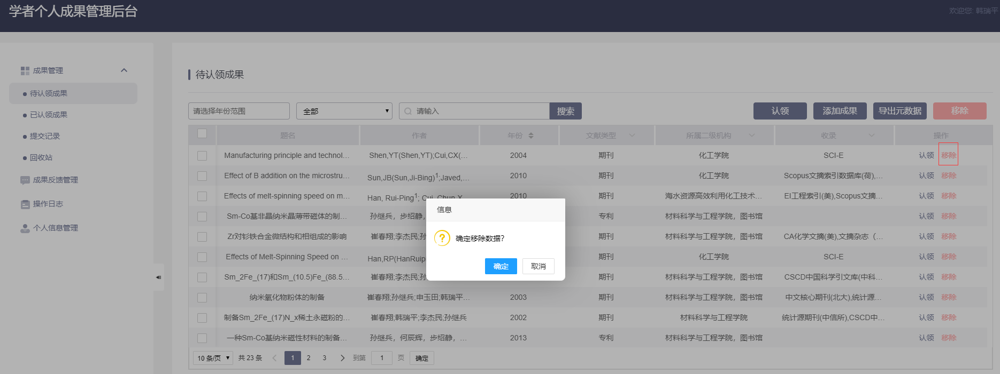 学者个人成果管理后台
欢迎您: 韩瑞平
成果管理
待认领成果
已认领成果
提交记录
回收站
成果反馈管理
操作日志
个人信息管理
待认领成果
请选择年份范围 全部 请输入 搜索 认领 添加成果 导出元数据 移除
题名 作者 年份 文献类型 所属二级机构 收录 操作
Manufacturing principle and technol... Shen,YT(Shen,YT);Cui,CX(... 2004 期刊 化工学院 SCI-E 认领 移除
Effect of B addition on the microstru... Sun,JB(Sun,Ji-Bing)1;Javed,... 2010 期刊 化工学院 Scopus文摘索引数据库(荷),... 认领 移除
Effects of melt-spinning speed on m... Han, Rui-Ping1; Cui, Chun X 2010 期刊 海水资源高效利用化工技术... EI工程索引(美),Scopus文摘... 认领 移除
Sm-Co基非晶纳米晶薄带磁体的制... 孙继兵，步绍静， 专利 材料科学与工程学院，图书馆 认领 移除
Zr对钐铁合金微结构和相组成的影响 崔春翔;李杰民;孙 期刊 材料科学与工程学院，图书馆 CA化学文摘(美),文摘杂志（... 认领 移除
Effects of Melt-Spinning Speed on ... Han,RP(HanRuip 期刊 化工学院 SCI-E 认领 移除
Sm_2Fe_(17)和Sm_(10.5)Fe_(88.5... 崔春翔;李杰民;孙 期刊 材料科学与工程学院，图书馆 CSCD中国科学引文库(中科... 认领 移除
纳米氧化物粉体的制备 崔春翔;孙继兵;申玉田;韩瑞平... 2003 期刊 材料科学与工程学院，图书馆 中文核心期刊(北大),统计源... 认领 移除
制备Sm_2Fe_(17)N_x稀土永磁粉的... 崔春翔;韩瑞平;李杰民;孙继兵 2002 期刊 材料科学与工程学院 统计源期刊(中信所),CSCD中... 认领 移除
一种Sm-Co基纳米磁性材料的制备... 孙继兵，何辰辉，步绍静，... 2013 专利 材料科学与工程学院，图书馆 认领 移除
10 条/页 共 23 条 1 2 3 到第 1 页 确定
信息
确定移除数据?
确定 取消